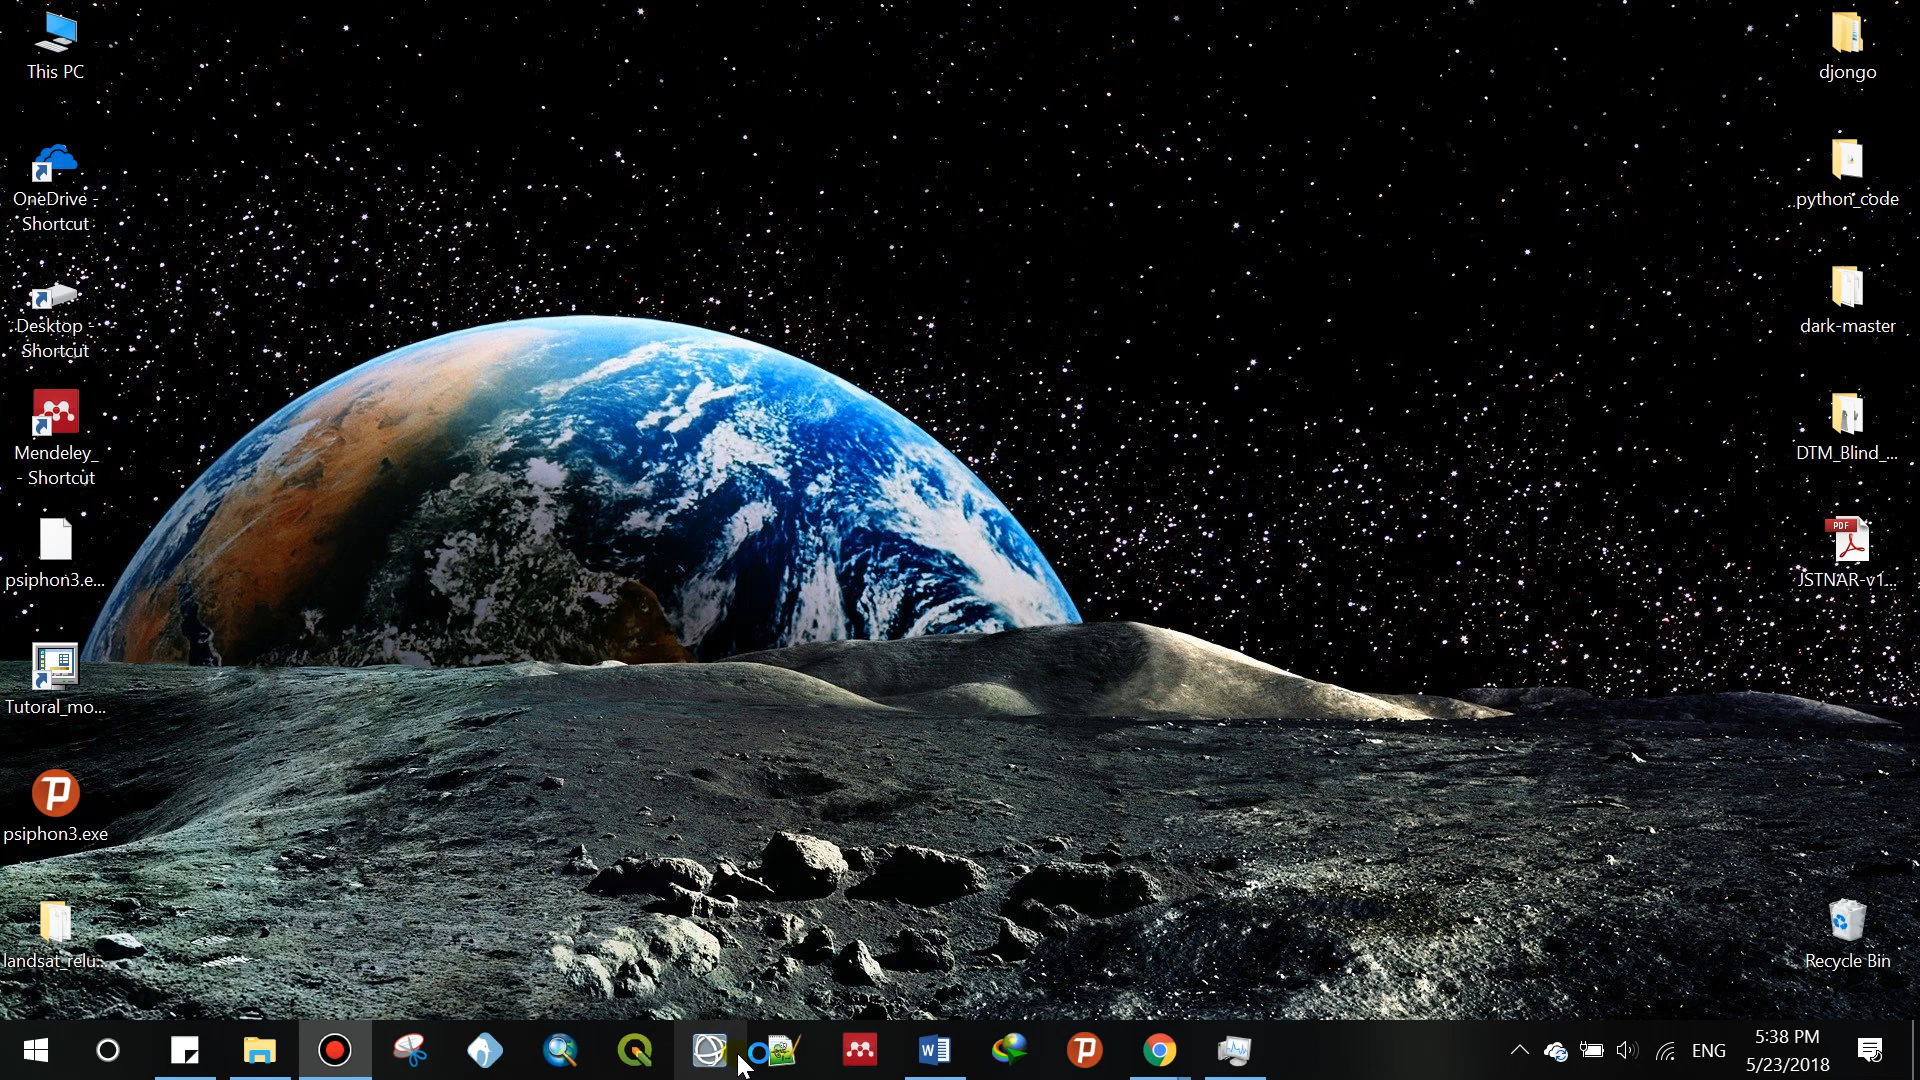 This PC
OneDrive -
Shortcut
Desktop -
Shortcut
Mendeley_
- Shortcut
psiphon3.e...
Tutoral_mo...
psiphon3.exe
landsat_relu...
djongo
python_code
dark-master
DTM_Blind_...
PDF
JSTNAR-v1...
Recycle Bin
ENG
5:38 PM
5/23/2018